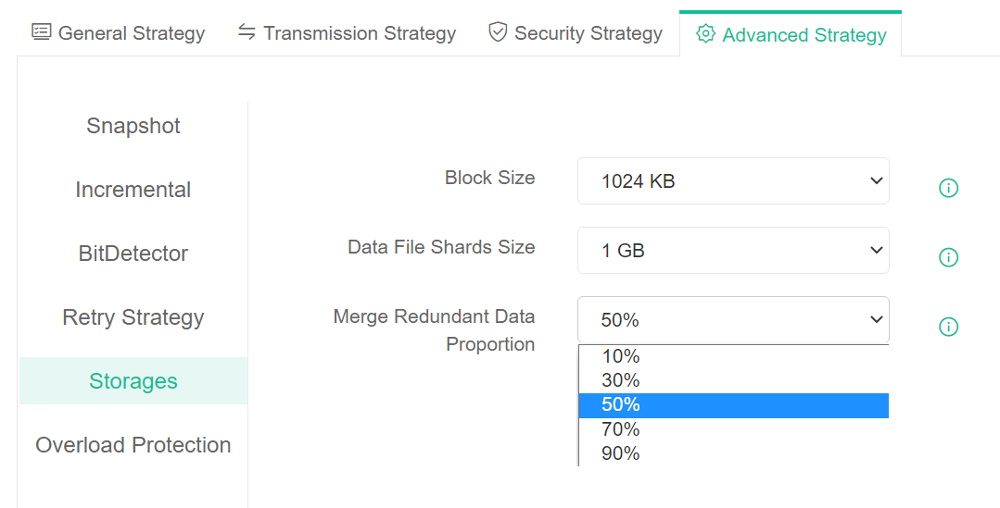 General Strategy
Transmission Strategy
Security Strategy
Advanced Strategy
Snapshot
Incremental
BitDetector
Retry Strategy
Storages
Overload Protection
Block Size
1024 KB
Data File Shards Size
1 GB
Merge Redundant Data
Proportion
50%
10%
30%
50%
70%
90%